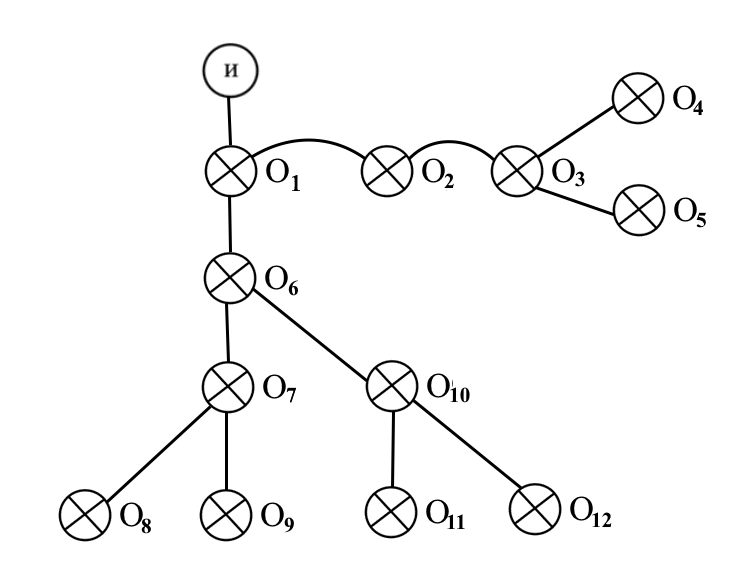 И
O₄
O₁
O₂
O₃
O₅
O₆
O₇
O₁₀
O₈
O₉
O₁₁
O₁₂